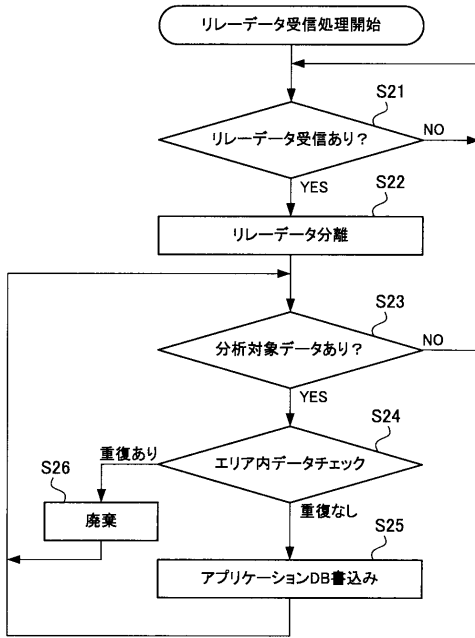 リレーデータ受信処理開始
S21
リレーデータ受信あり？
NO
YES
S22
リレーデータ分離
S23
分析対象データあり？
NO
YES
S24
エリア内データチェック
重複あり
S26
廃棄
重複なし
S25
アプリケーションDB書込み